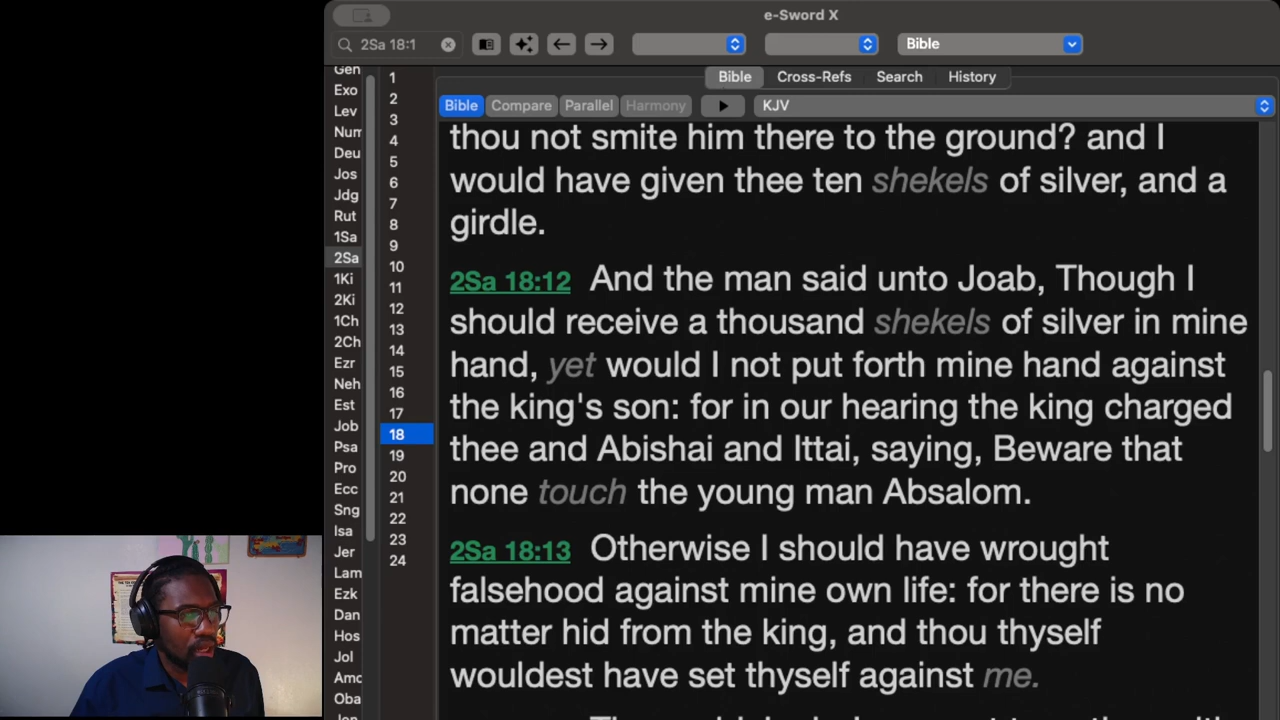 e-Sword X
2Sa 18:1
Bible
Bible
Cross-Refs
Search
History
Bible
Compare
Parallel
Harmony
KJV
Gen
Exo
Lev
Num
Deu
Jos
Jdg
Rut
1Sa
2Sa
1Ki
2Ki
1Ch
2Ch
Ezr
Neh
Est
Job
Psa
Pro
Ecc
Sng
Isa
Jer
Lam
Ezk
Dan
Hos
Jol
Amo
Oba
1
2
3
4
5
6
7
8
9
10
11
12
13
14
15
16
17
18
19
20
21
22
23
24
thou not smite him there to the ground? and I
would have given thee ten shekels of silver, and a
girdle.
2Sa 18:12 And the man said unto Joab, Though I
should receive a thousand shekels of silver in mine
hand, yet would I not put forth mine hand against
the king's son: for in our hearing the king charged
thee and Abishai and Ittai, saying, Beware that
none touch the young man Absalom.
2Sa 18:13 Otherwise I should have wrought
falsehood against mine own life: for there is no
matter hid from the king, and thou thyself
wouldest have set thyself against me.